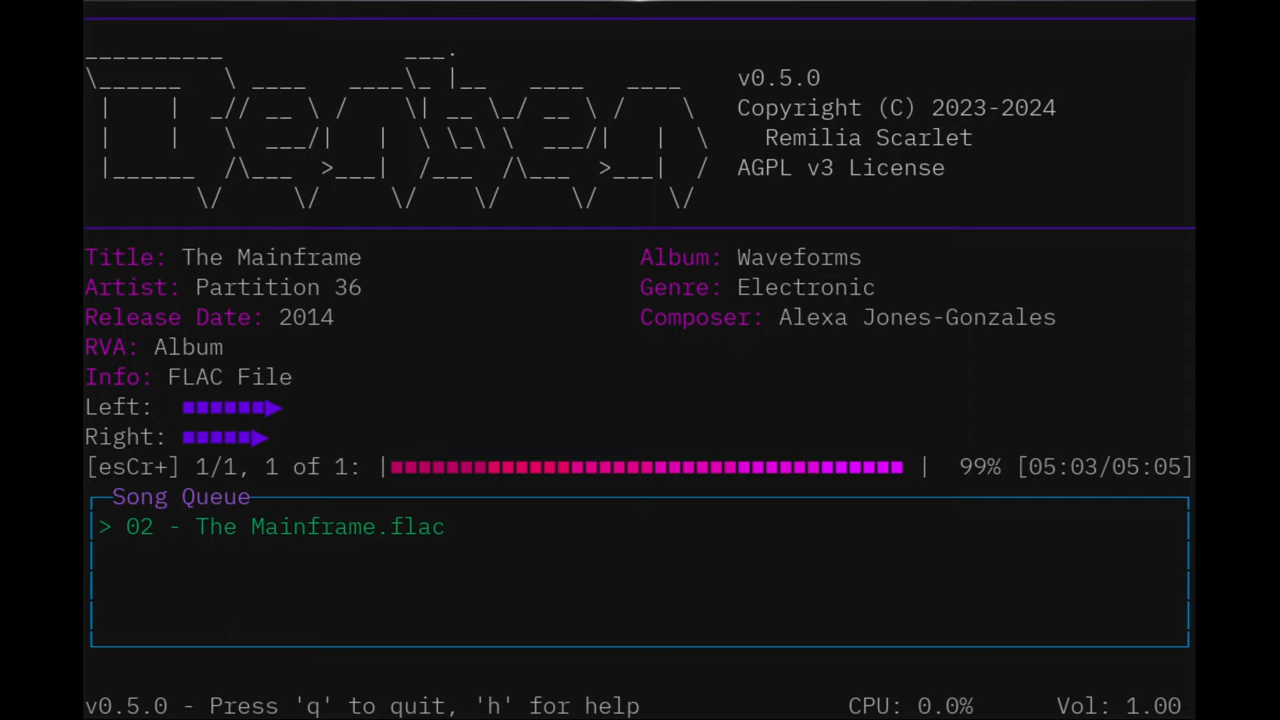 Benben
v0.5.0
Copyright (C) 2023-2024
Remilia Scarlet
AGPL v3 License
Title: The Mainframe
Album: Waveforms
Artist: Partition 36
Genre: Electronic
Release Date: 2014
Composer: Alexa Jones-Gonzales
RVA: Album
Info: FLAC File
Left:
Right:
[esCr+] 1/1, 1 of 1: | | 99% [05:03/05:05]
Song Queue
> 02 - The Mainframe.flac
v0.5.0 - Press 'q' to quit, 'h' for help CPU: 0.0% Vol: 1.00